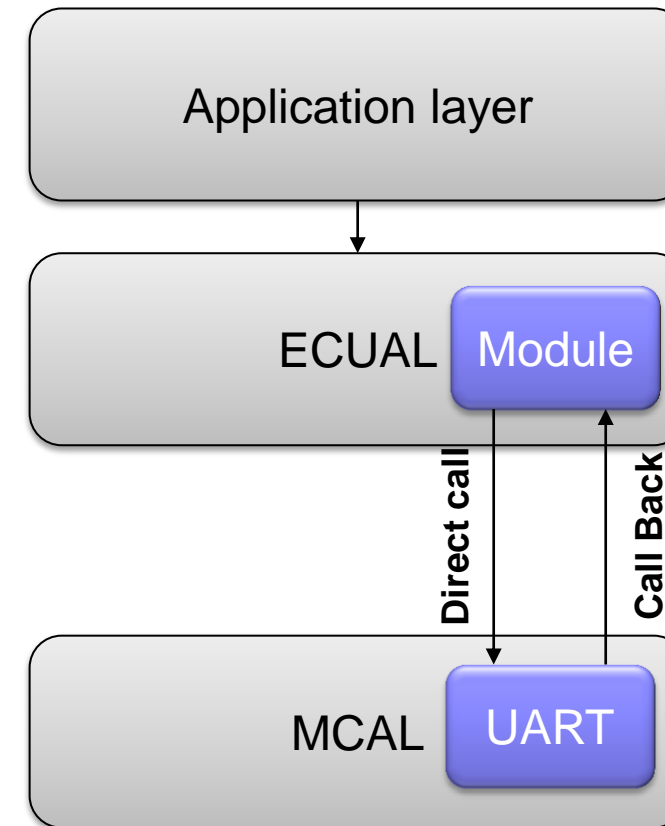 Application layer
ECUAL
Module
Direct call
Call Back
MCAL
UART